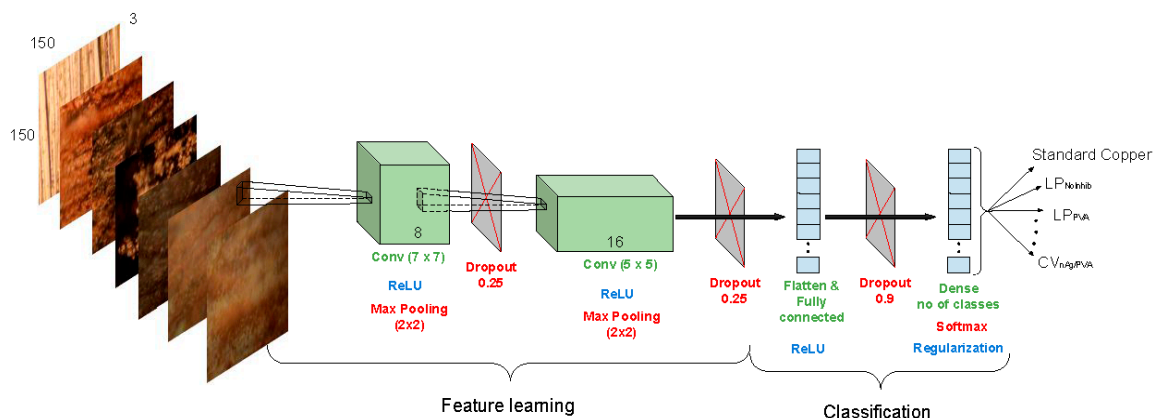 3
150
150
8
Conv (7 x 7)
ReLU
Max Pooling
(2x2)
Dropout
0.25
16
Conv (5 x 5)
ReLU
Max Pooling
(2x2)
Dropout
0.25
Flatten &
Fully
connected
ReLU
Dropout
0.9
Dense
no of classes
Softmax
Regularization
Standard Copper
LPNoInhib
LPPVA
CVnAg/PVA
Feature learning
Classification